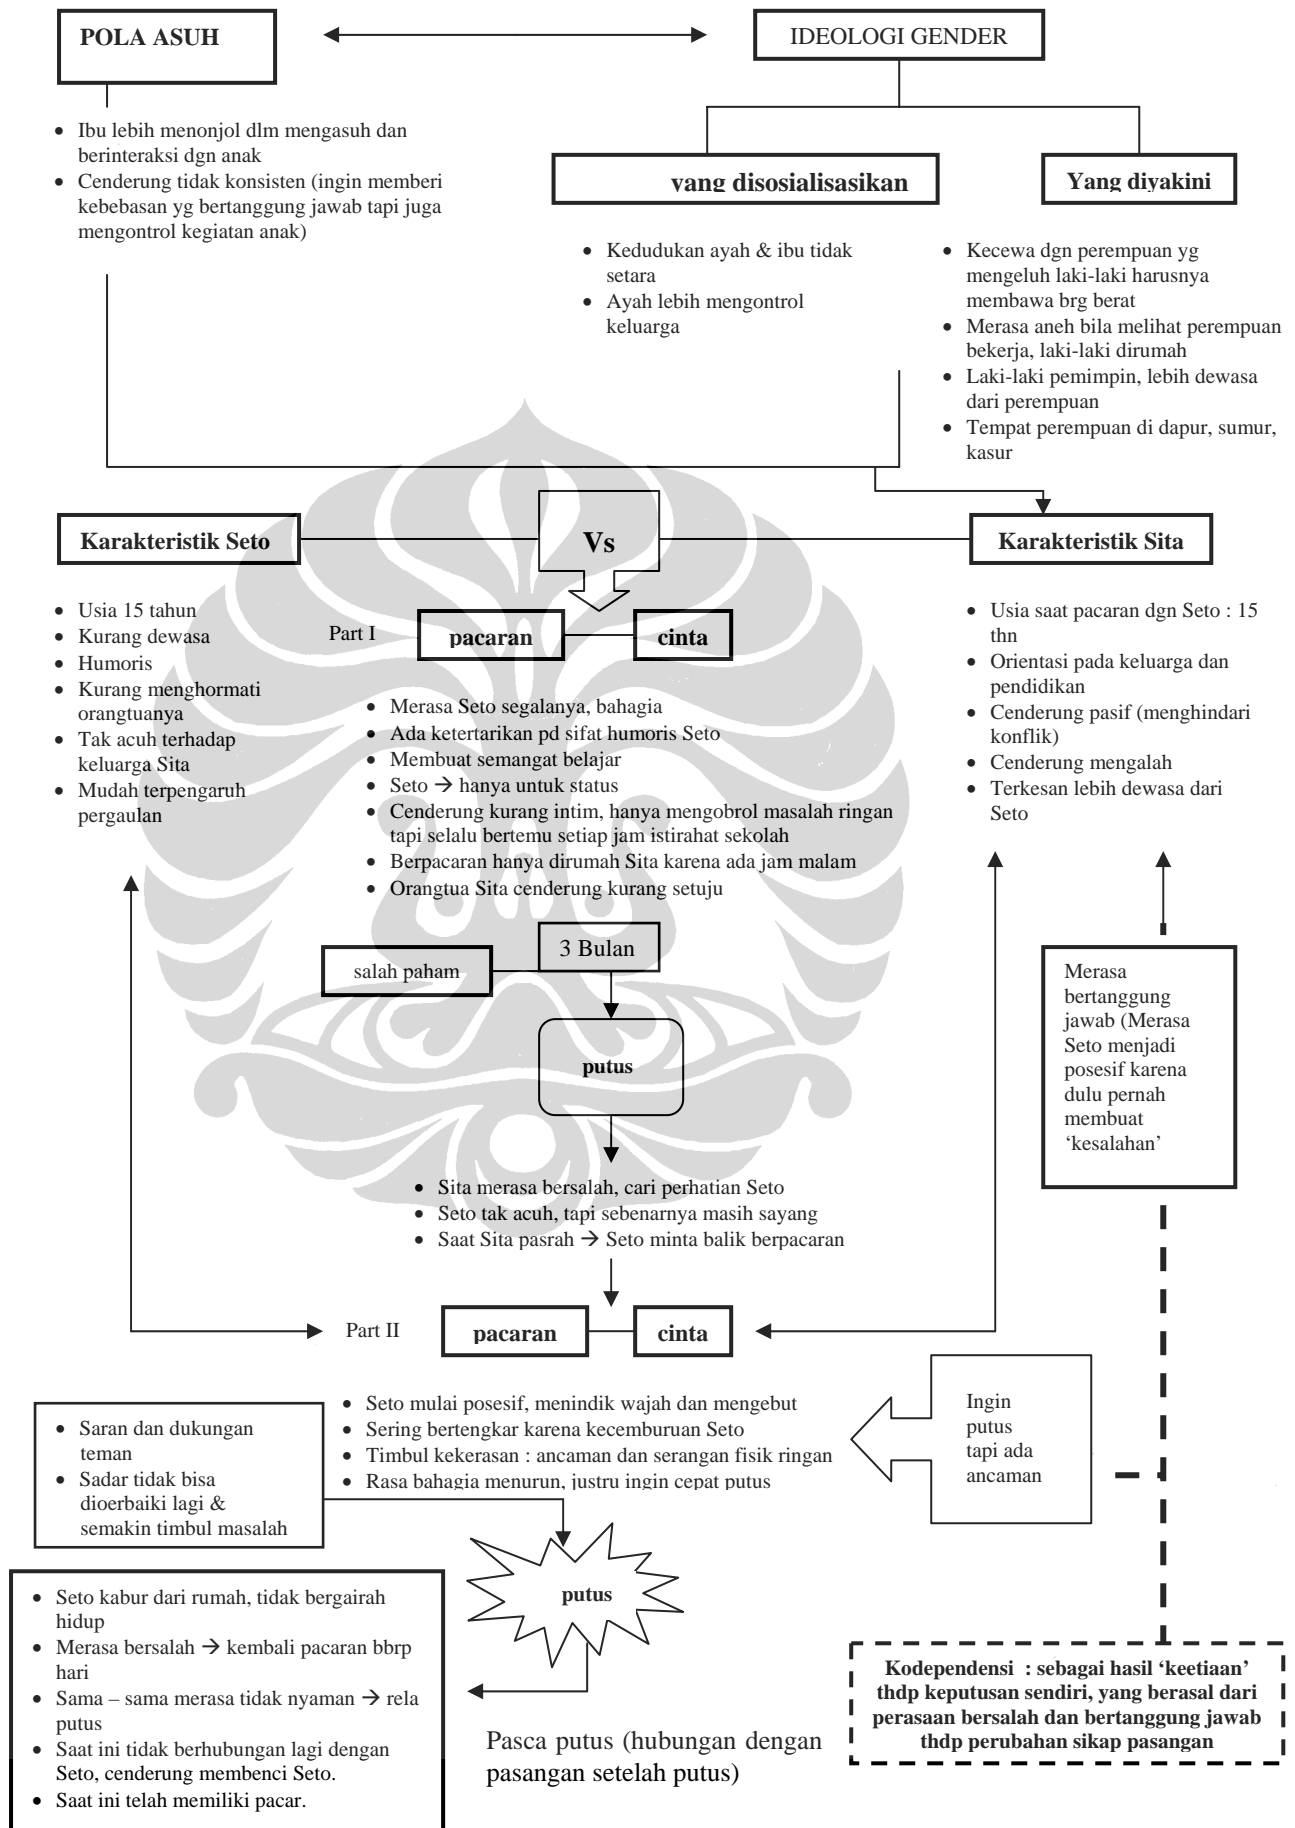 POLA ASUH
IDEOLOGI GENDER
• Ibu lebih menonjol dlm mengasuh dan
berinteraksi dgn anak
• Cenderung tidak konsisten (ingin memberi
kebebasan yg bertanggung jawab tapi juga
mengontrol kegiatan anak)
yang disosialisasikan
Yang diyakini
• Kedudukan ayah & ibu tidak
setara
• Ayah lebih mengontrol
keluarga
• Kecewa dgn perempuan yg
mengeluh laki-laki harusnya
membawa brg berat
• Merasa aneh bila melihat perempuan
bekerja, laki-laki dirumah
• Laki-laki pemimpin, lebih dewasa
dari perempuan
• Tempat perempuan di dapur, sumur,
kasur
Karakteristik Seto
Vs
Karakteristik Sita
• Usia 15 tahun
• Kurang dewasa
• Humoris
• Kurang menghormati
orangtuanya
• Tak acuh terhadap
keluarga Sita
• Mudah terpengaruh
pergaulan
Part I
pacaran
cinta
• Merasa Seto segalanya, bahagia
• Ada ketertarikan pd sifat humoris Seto
• Membuat semangat belajar
• Seto → hanya untuk status
• Cenderung kurang intim, hanya mengobrol masalah ringan
tapi selalu bertemu setiap jam istirahat sekolah
• Berpacaran hanya dirumah Sita karena ada jam malam
• Orangtua Sita cenderung kurang setuju
• Usia saat pacaran dgn Seto : 15
thn
• Orientasi pada keluarga dan
pendidikan
• Cenderung pasif (menghindari
konflik)
• Cenderung mengalah
• Terkesan lebih dewasa dari
Seto
salah paham
3 Bulan
putus
Merasa
bertanggung
jawab (Merasa
Seto menjadi
posesif karena
dulu pernah
membuat
‘kesalahan’
• Sita merasa bersalah, cari perhatian Seto
• Seto tak acuh, tapi sebenarnya masih sayang
• Saat Sita pasrah → Seto minta balik berpacaran
Part II
pacaran
cinta
• Seto mulai posesif, menindik wajah dan mengebut
• Sering bertengkar karena kecemburuan Seto
• Timbul kekerasan : ancaman dan serangan fisik ringan
• Rasa bahagia menurun, justru ingin cepat putus
Ingin
putus
tapi ada
ancaman
• Saran dan dukungan
teman
• Sadar tidak bisa
dioerbaiki lagi &
semakin timbul masalah
putus
• Seto kabur dari rumah, tidak bergairah
hidup
• Merasa bersalah → kembali pacaran bbrp
hari
• Sama – sama merasa tidak nyaman → rela
putus
• Saat ini tidak berhubungan lagi dengan
Seto, cenderung membenci Seto.
• Saat ini telah memiliki pacar.
Pasca putus (hubungan dengan
pasangan setelah putus)
Kodependensi : sebagai hasil ‘keetiaan’
thdp keputusan sendiri, yang berasal dari
perasaan bersalah dan bertanggung jawab
thdp perubahan sikap pasangan